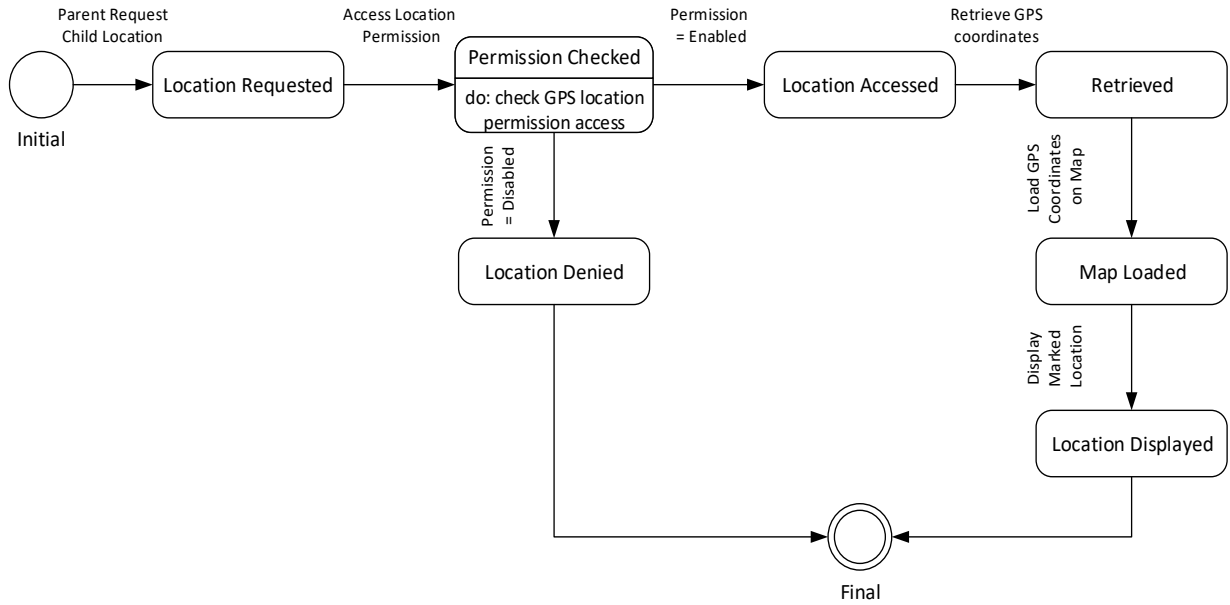 Parent Request
Child Location
Access Location
Permission
Permission
= Enabled
Retrieve GPS
coordinates
Initial
Location Requested
Permission Checked
do: check GPS location
permission access
Location Accessed
Retrieved
Permission
= Disabled
Load GPS
Coordinates
on Map
Location Denied
Map Loaded
Display
Marked
Location
Location Displayed
Final